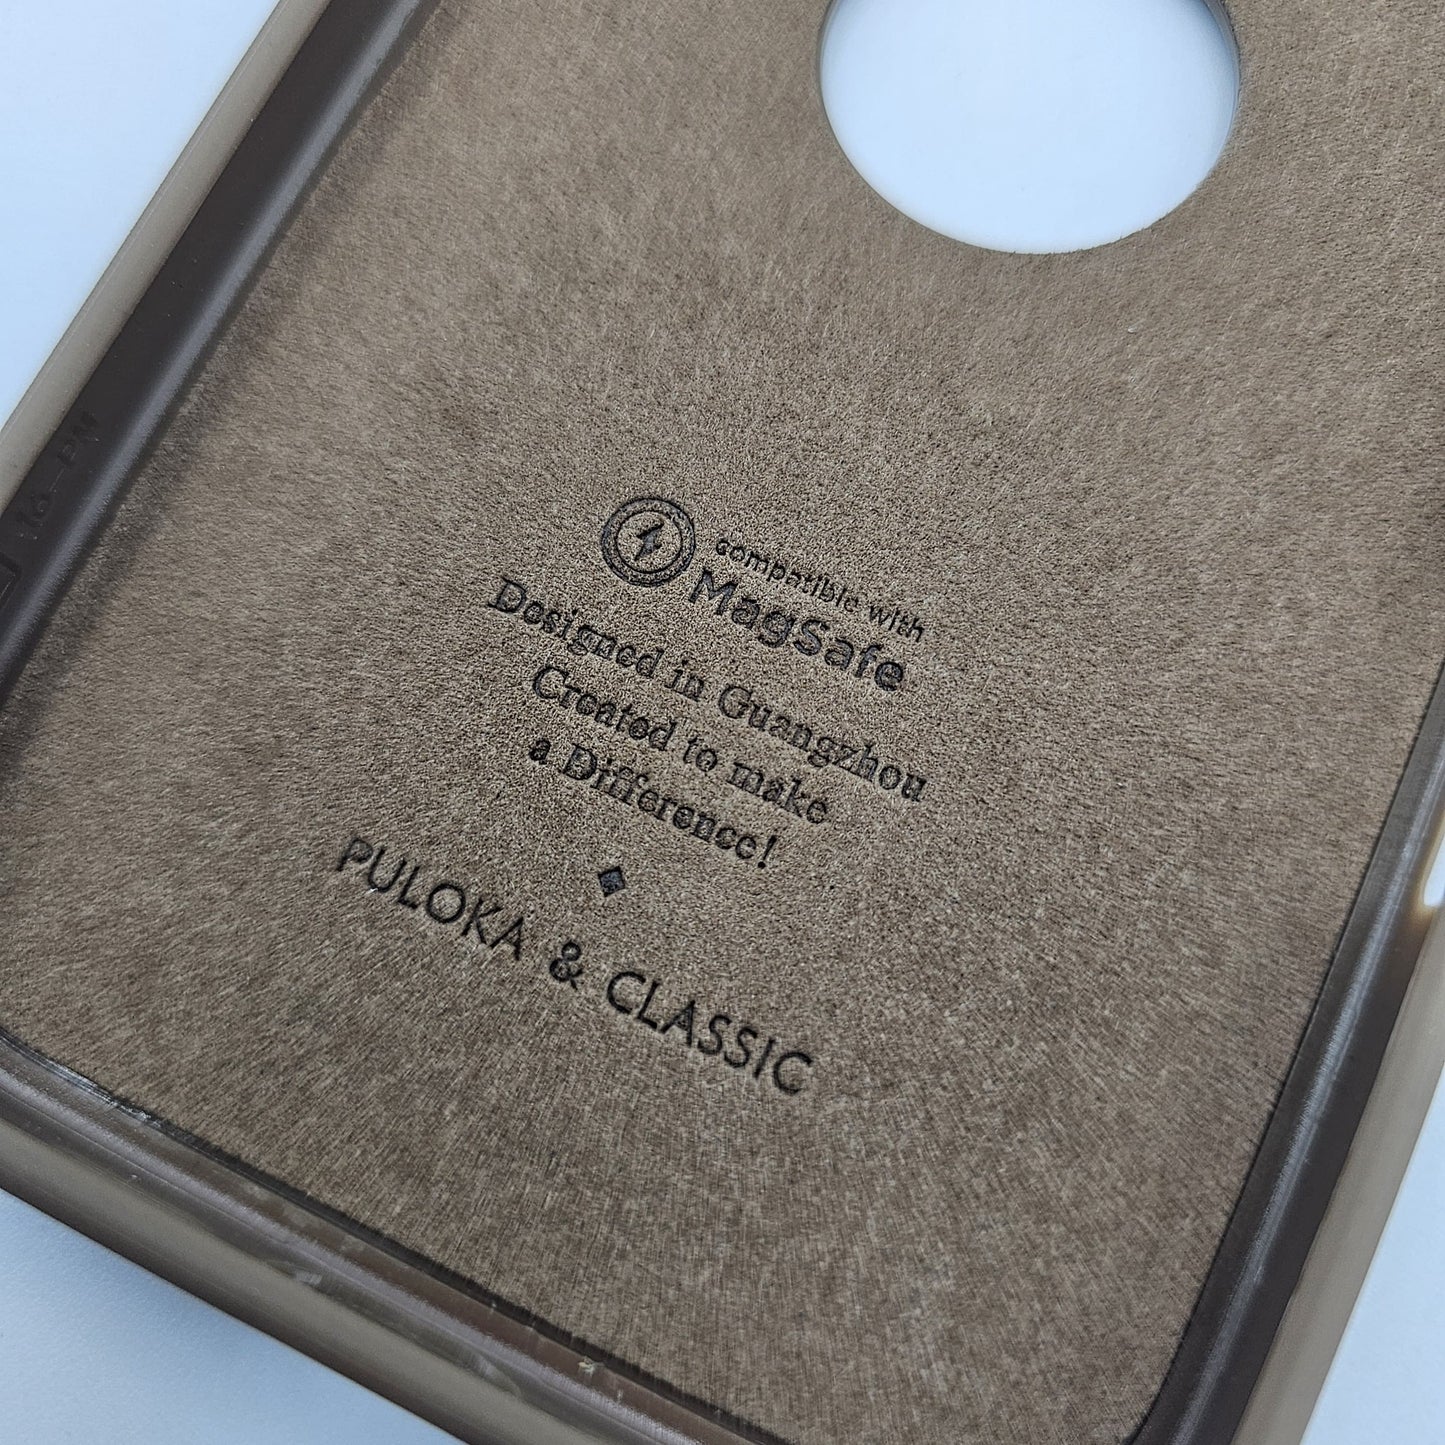 compatible with
MagSafe
Designed in Guangzhou
Created to make
a Difference!
PULOKA & CLASSIC